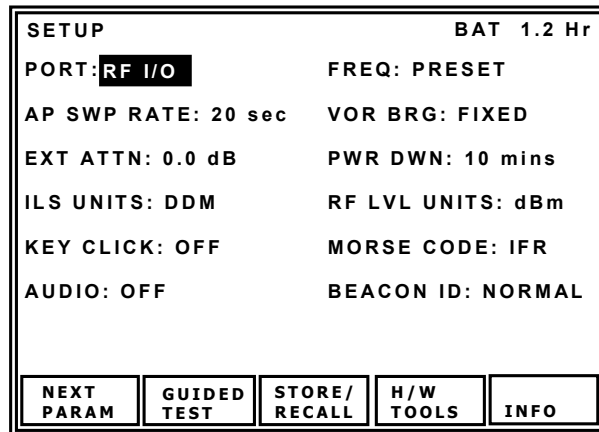 SETUP BAT 1.2 Hr
PORT: RF I/O FREQ: PRESET
AP SWP RATE: 20 sec VOR BRG: FIXED
EXT ATTN: 0.0 dB PWR DWN: 10 mins
ILS UNITS: DDM RF LVL UNITS: dBm
KEY CLICK: OFF MORSE CODE: IFR
AUDIO: OFF BEACON ID: NORMAL
NEXT PARAM
GUIDED TEST
STORE/ RECALL
H/W TOOLS
INFO